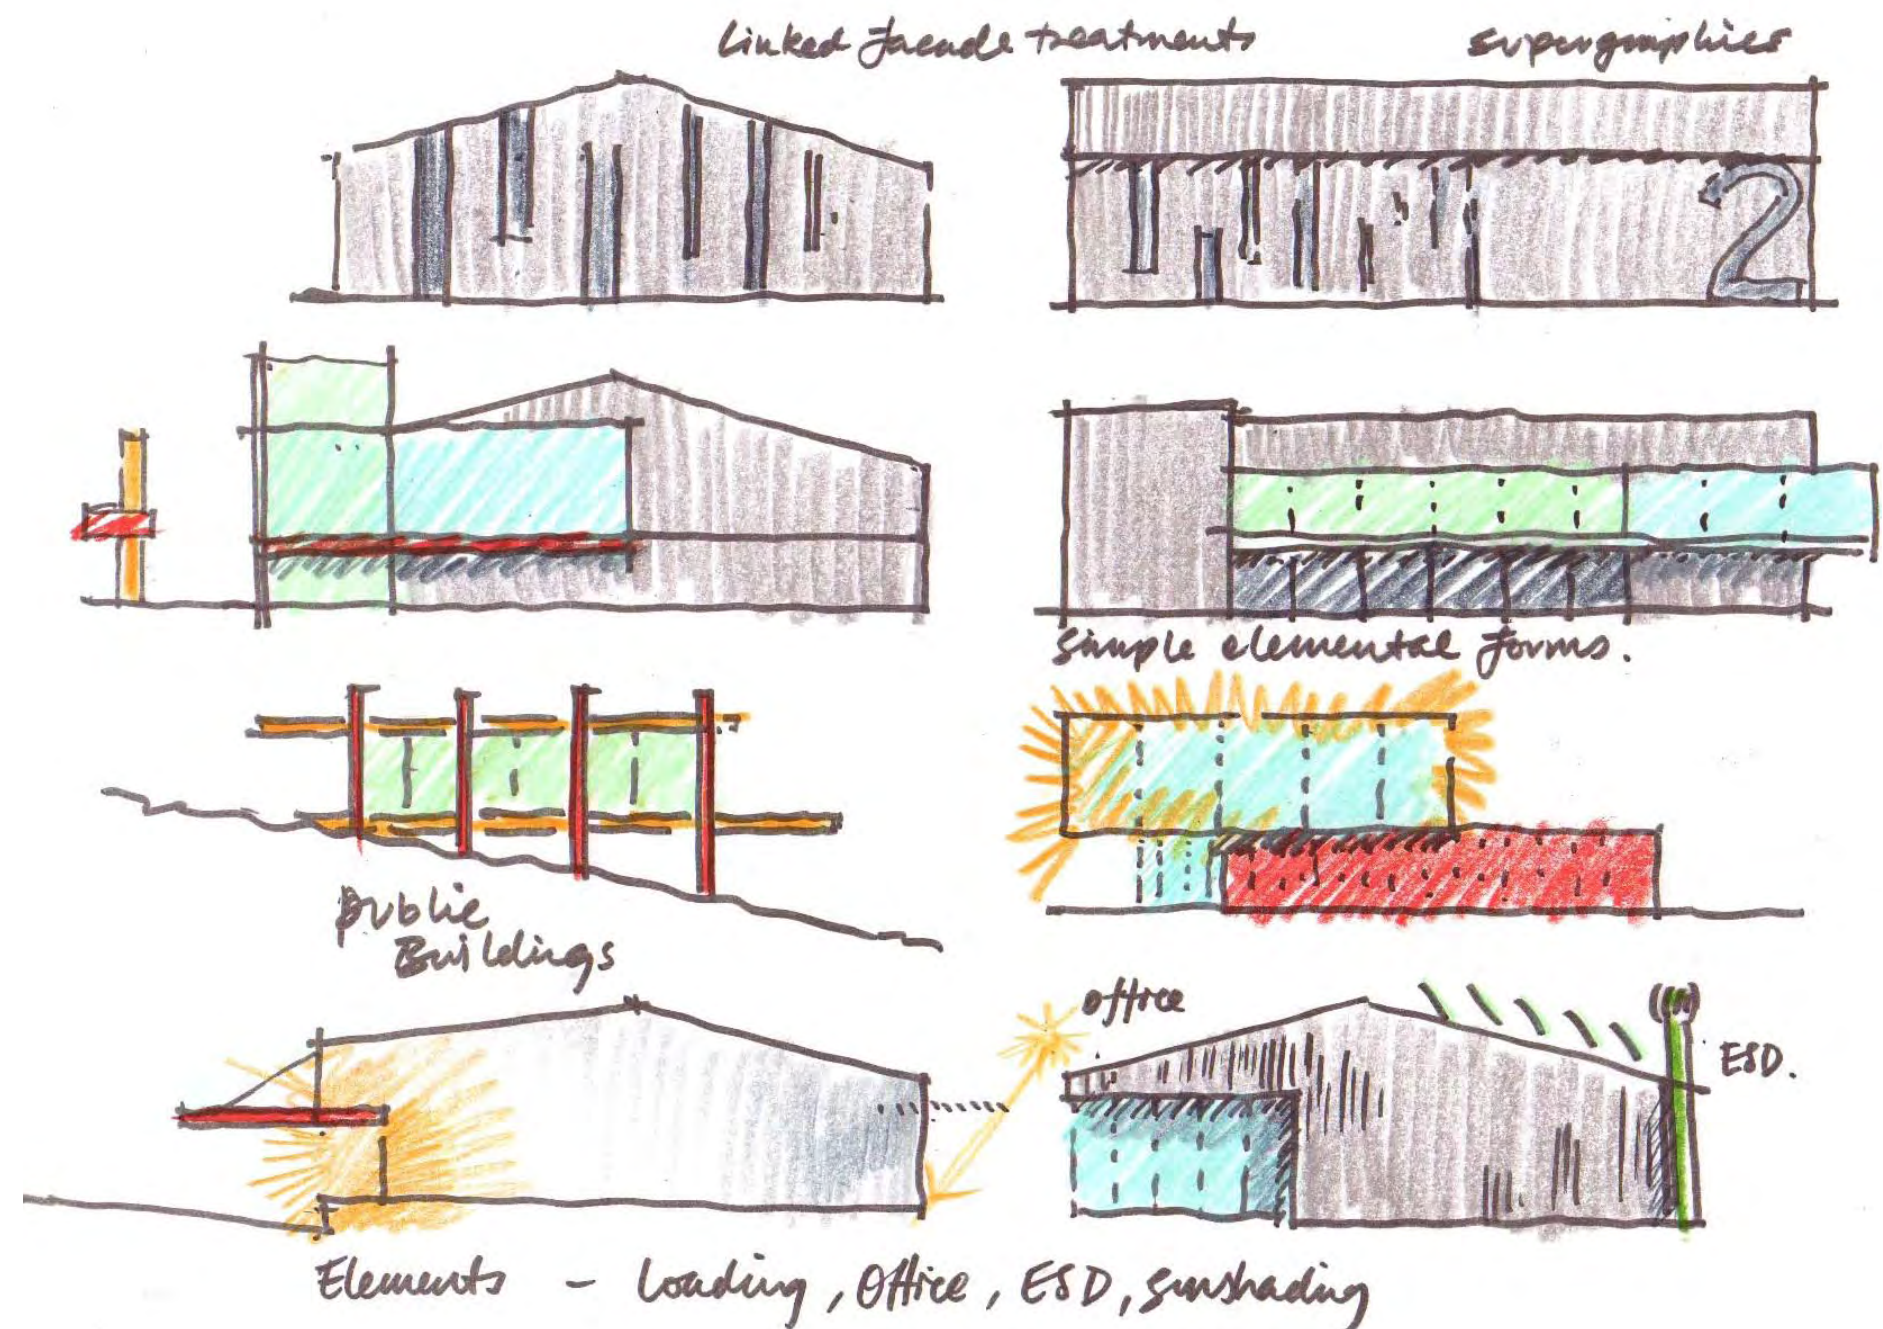 Linked facade treatments
supergraphics
2
simple elemental forms.
public
Buildings
office
ESD.
Elements - Loading, Office, ESD, sunshading